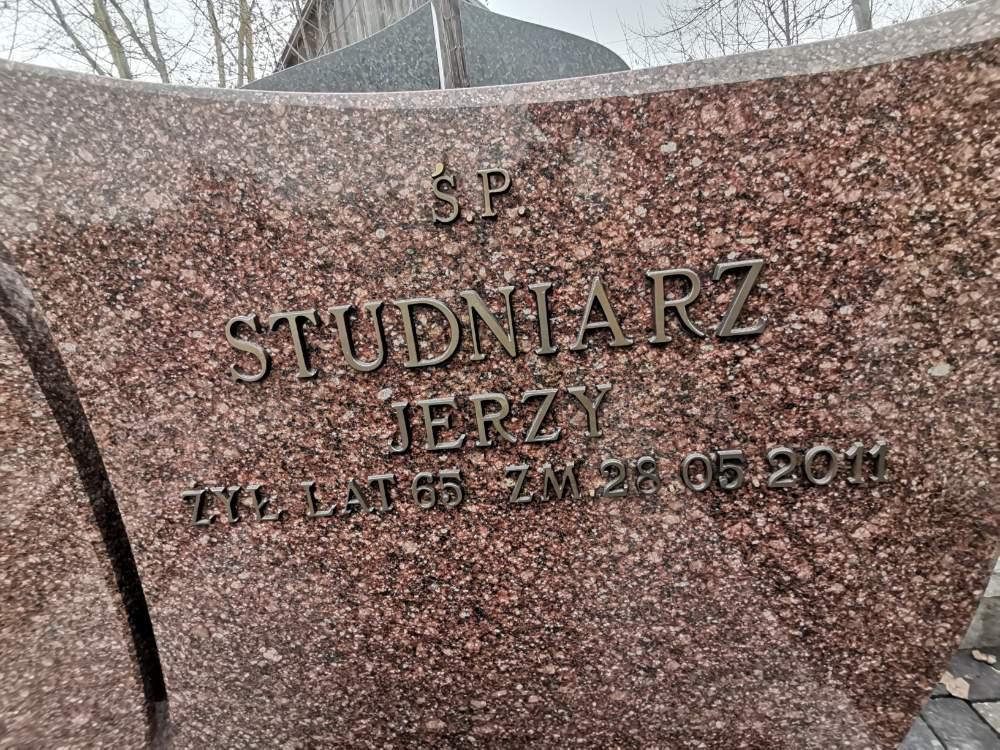 Ś.P.
STUDNIARZ
JERZY
ŻYŁ LAT 65 ZM. 28 05 2011